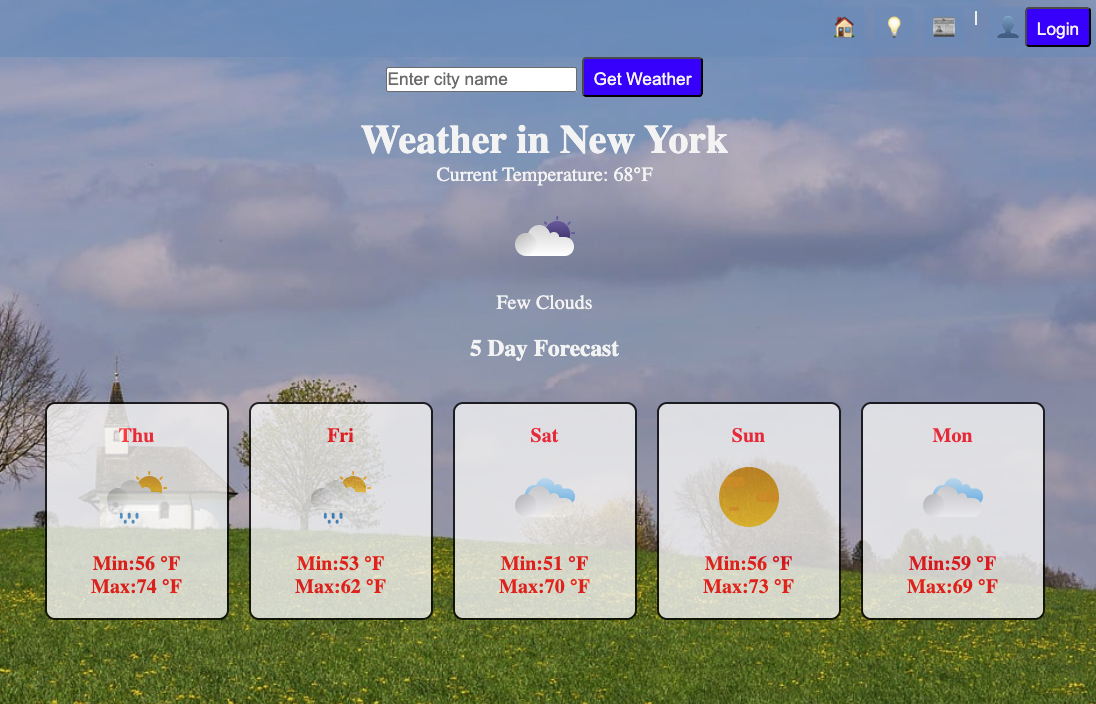 Login
Enter city name
Get Weather
Weather in New York
Current Temperature: 68°F
Few Clouds
5 Day Forecast
Thu
Min:56 °F
Max:74 °F
Fri
Min:53 °F
Max:62 °F
Sat
Min:51 °F
Max:70 °F
Sun
Min:56 °F
Max:73 °F
Mon
Min:59 °F
Max:69 °F